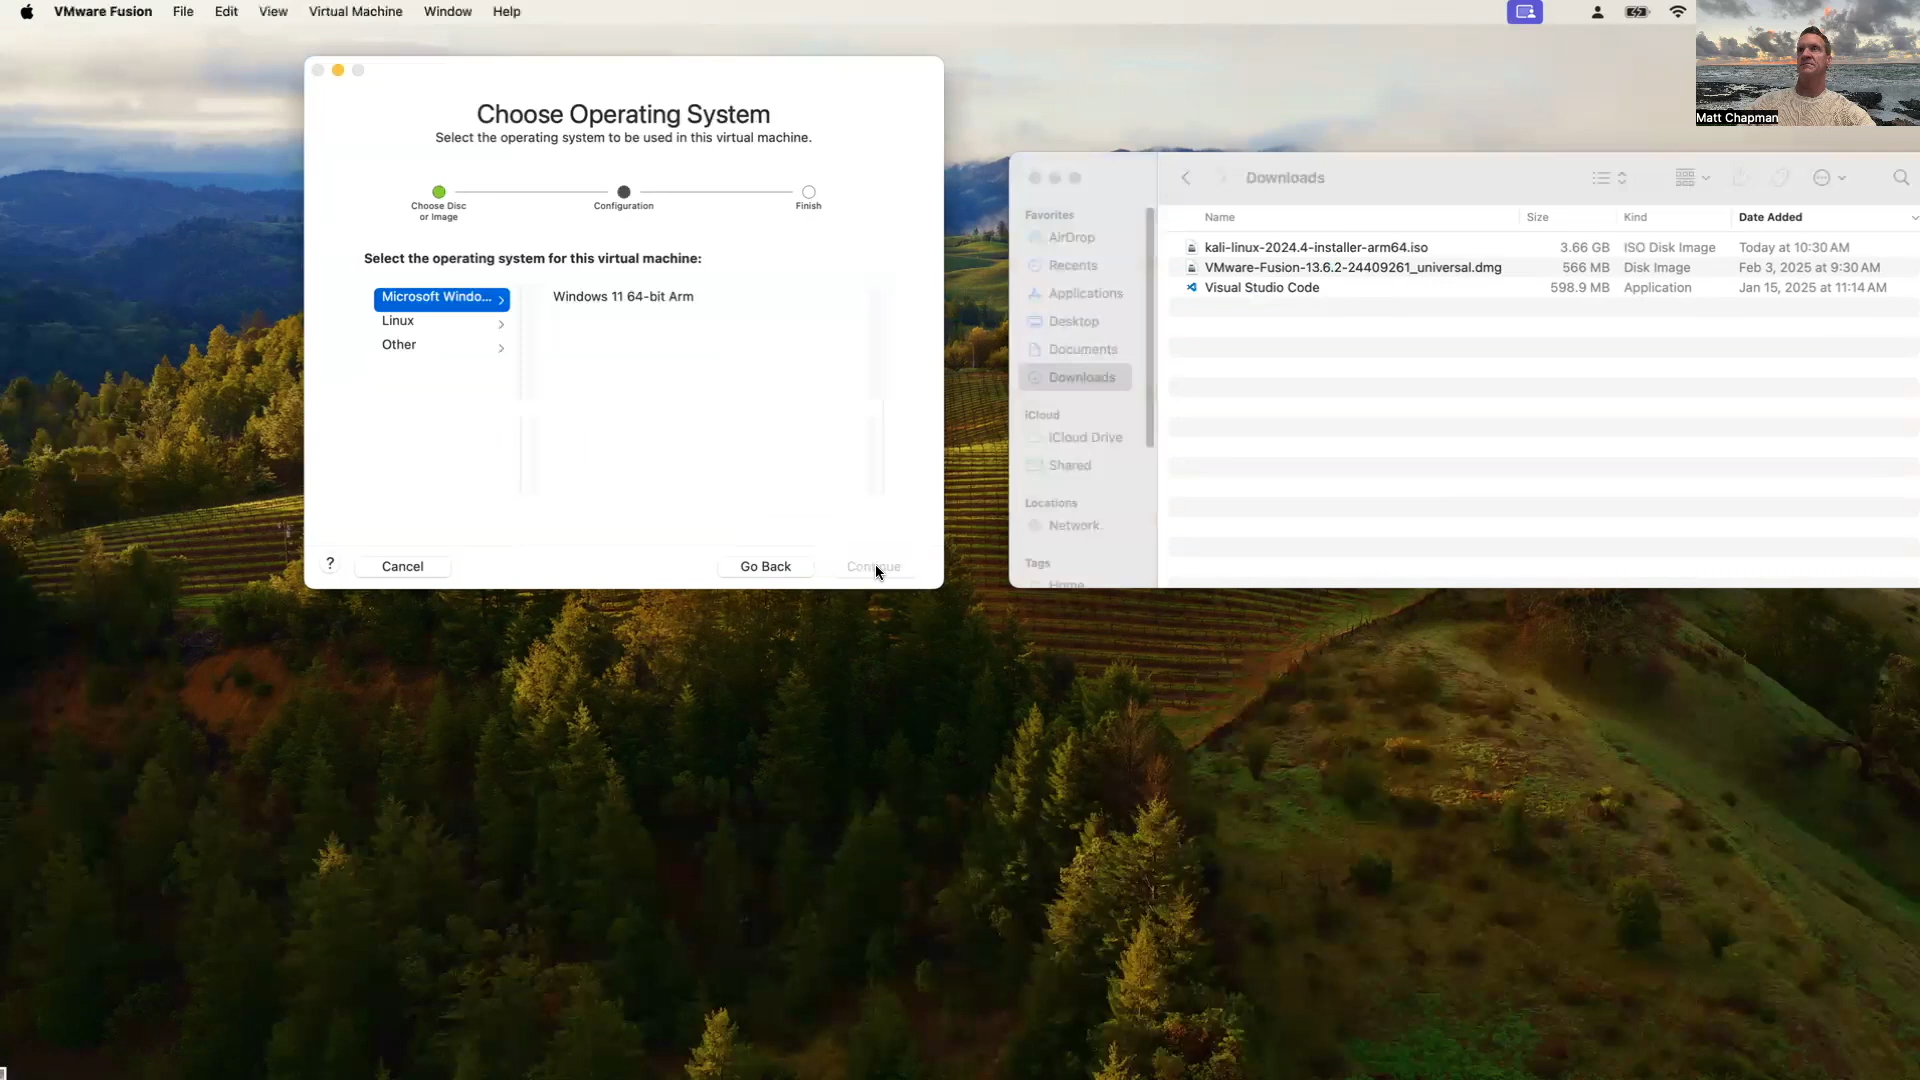 VMware Fusion File Edit View Virtual Machine Window Help
Matt Chapman
Choose Operating System
Select the operating system to be used in this virtual machine.
Choose Disc
or Image
Configuration
Finish
Select the operating system for this virtual machine:
Microsoft Windo...
Linux
Other
Windows 11 64-bit Arm
?
Cancel
Go Back
Continue
Downloads
Favorites
AirDrop
Recents
Applications
Desktop
Documents
Downloads
iCloud
iCloud Drive
Shared
Locations
Network
Tags
Home
Name Size Kind Date Added
kali-linux-2024.4-installer-arm64.iso 3.66 GB ISO Disk Image Today at 10:30 AM
VMware-Fusion-13.6.2-24409261_universal.dmg 566 MB Disk Image Feb 3, 2025 at 9:30 AM
Visual Studio Code 598.9 MB Application Jan 15, 2025 at 11:14 AM